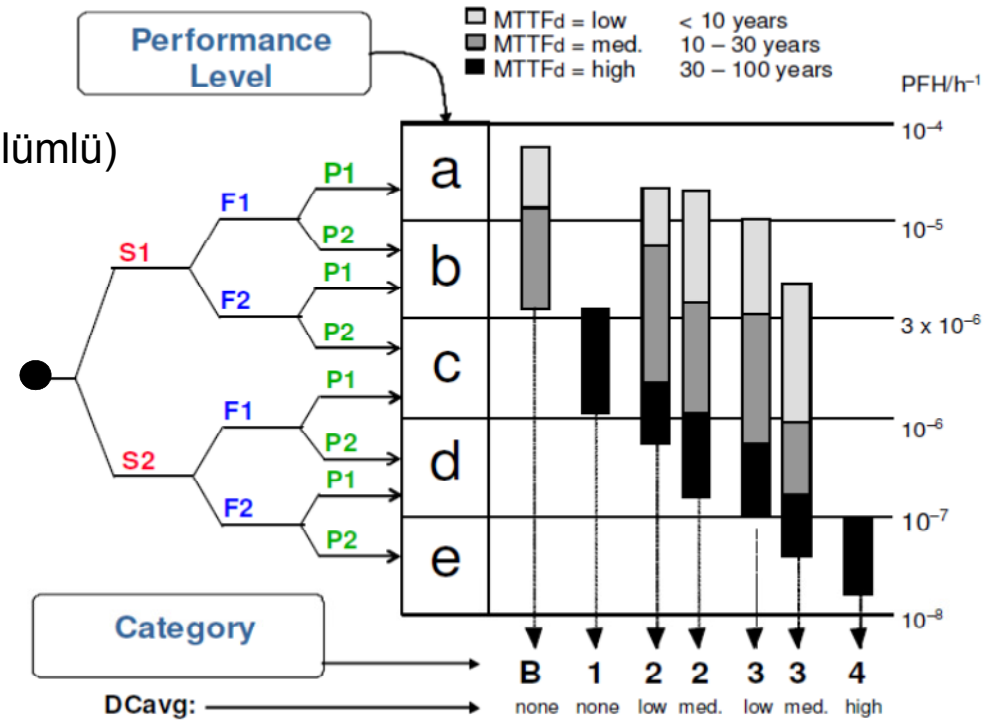 Performance
Level
MTTFd = low < 10 years
MTTFd = med. 10 – 30 years
MTTFd = high 30 – 100 years
PFH/h–1
lümlü)
10–4
a
P1
F1
10–5
P2
S1
b
P1
F2
3 x 10–6
P2
c
P1
F1
10–6
P2
S2
d
P1
F2
10–7
P2
e
10–8
Category
B 1 2 2 3 3 4
DCavg: none none low med. low med. high